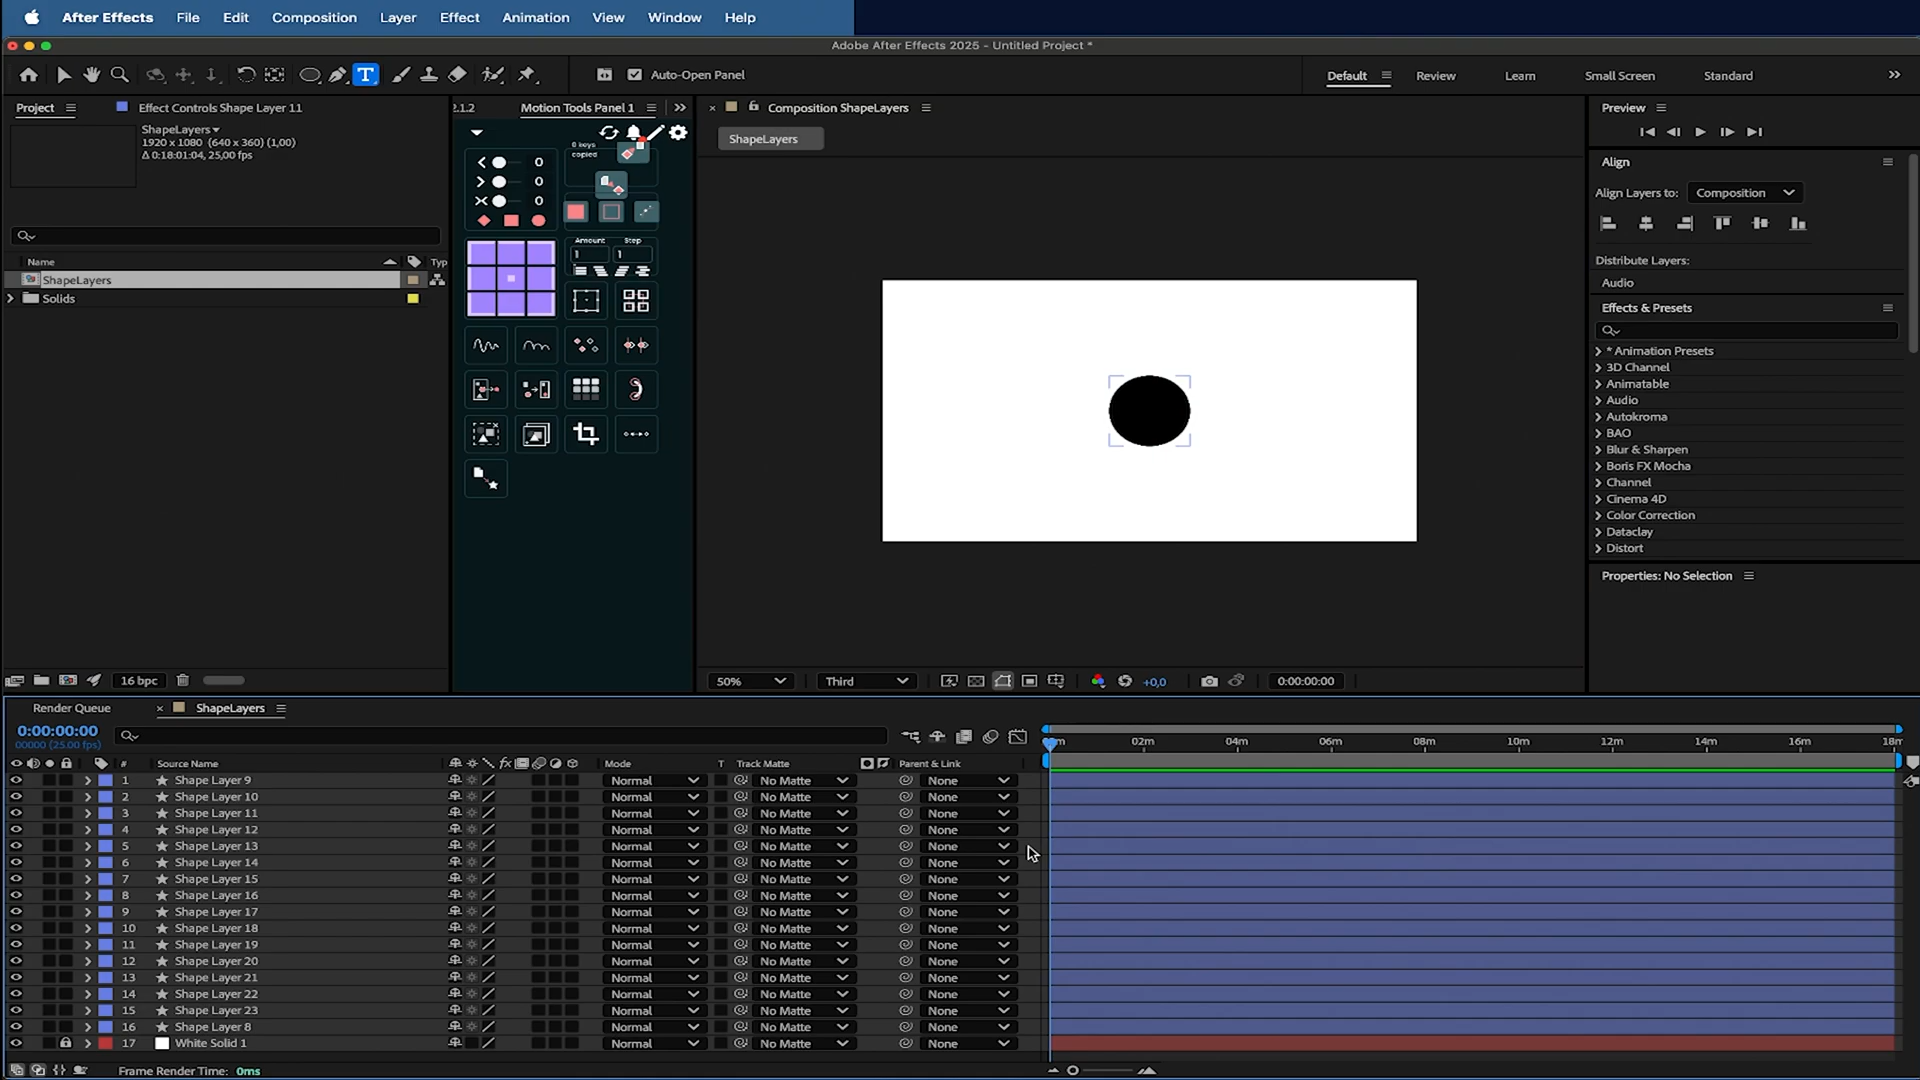 After Effects File Edit Composition Layer Effect Animation View Window Help
Adobe After Effects 2025 - Untitled Project *
T Auto-Open Panel Default Review Learn Small Screen Standard
Project Effect Controls Shape Layer 11
ShapeLayers
1920 x 1080 (640 x 360) (1,00)
Δ 0:18:01:04, 25,00 fps
Name Typ
ShapeLayers
Solids
16 bpc
2.1.2 Motion Tools Panel 1
0
0
0
8 keys
copied
Amount Step
1 1
Composition ShapeLayers
ShapeLayers
50% Third +0,0 0:00:00:00
Preview
Align
Align Layers to: Composition
Distribute Layers:
Audio
Effects & Presets
* Animation Presets
3D Channel
Animatable
Audio
Autokroma
BAO
Blur & Sharpen
Boris FX Mocha
Channel
Cinema 4D
Color Correction
Dataclay
Distort
Properties: No Selection
Render Queue ShapeLayers
0:00:00:00
00000 (25.00 fps)
02m 04m 06m 08m 10m 12m 14m 16m 18m
# Source Name fx Mode T Track Matte Parent & Link
1 Shape Layer 9 Normal No Matte None
2 Shape Layer 10 Normal No Matte None
3 Shape Layer 11 Normal No Matte None
4 Shape Layer 12 Normal No Matte None
5 Shape Layer 13 Normal No Matte None
6 Shape Layer 14 Normal No Matte None
7 Shape Layer 15 Normal No Matte None
8 Shape Layer 16 Normal No Matte None
9 Shape Layer 17 Normal No Matte None
10 Shape Layer 18 Normal No Matte None
11 Shape Layer 19 Normal No Matte None
12 Shape Layer 20 Normal No Matte None
13 Shape Layer 21 Normal No Matte None
14 Shape Layer 22 Normal No Matte None
15 Shape Layer 23 Normal No Matte None
16 Shape Layer 8 Normal No Matte None
17 White Solid 1 Normal No Matte None
Frame Render Time: 0ms